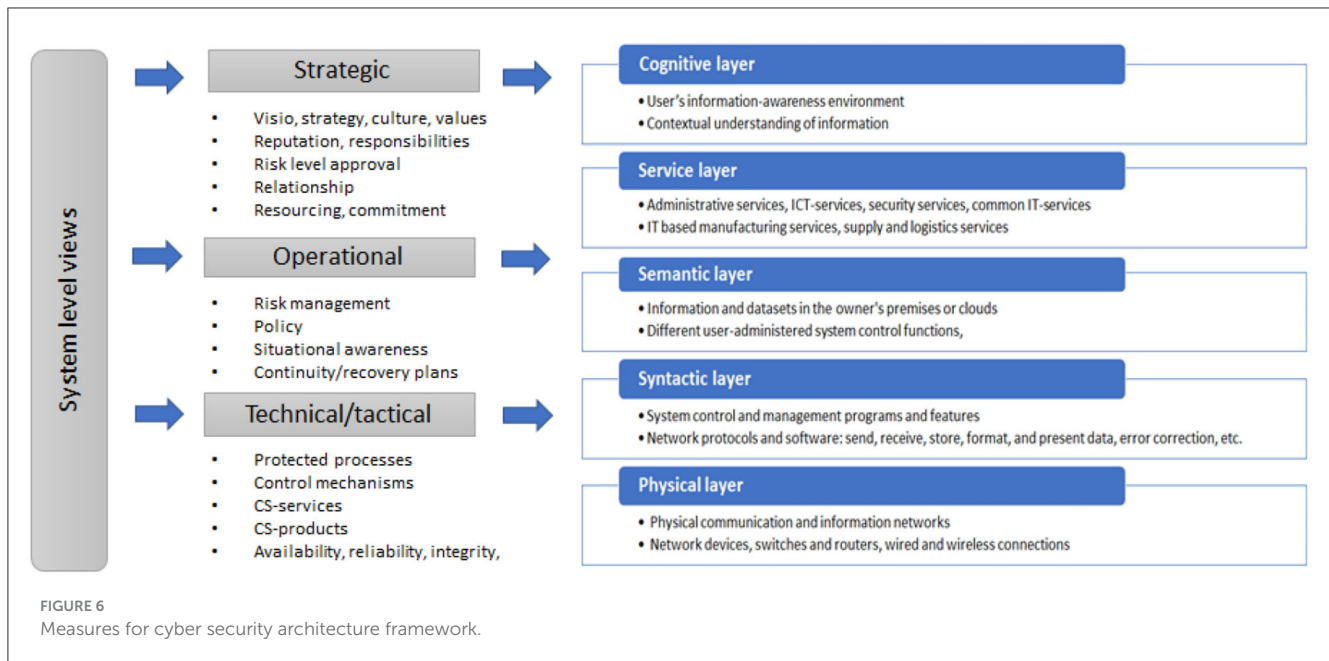 System level views
Strategic
• Visio, strategy, culture, values
• Reputation, responsibilities
• Risk level approval
• Relationship
• Resourcing, commitment
Operational
• Risk management
• Policy
• Situational awareness
• Continuity/recovery plans
Technical/tactical
• Protected processes
• Control mechanisms
• CS-services
• CS-products
• Availability, reliability, integrity,
Cognitive layer
• User's information-awareness environment
• Contextual understanding of information
Service layer
• Administrative services, ICT-services, security services, common IT-services
• IT based manufacturing services, supply and logistics services
Semantic layer
• Information and datasets in the owner's premises or clouds
• Different user-administered system control functions,
Syntactic layer
• System control and management programs and features
• Network protocols and software: send, receive, store, format, and present data, error correction, etc.
Physical layer
• Physical communication and information networks
• Network devices, switches and routers, wired and wireless connections
FIGURE 6
Measures for cyber security architecture framework.